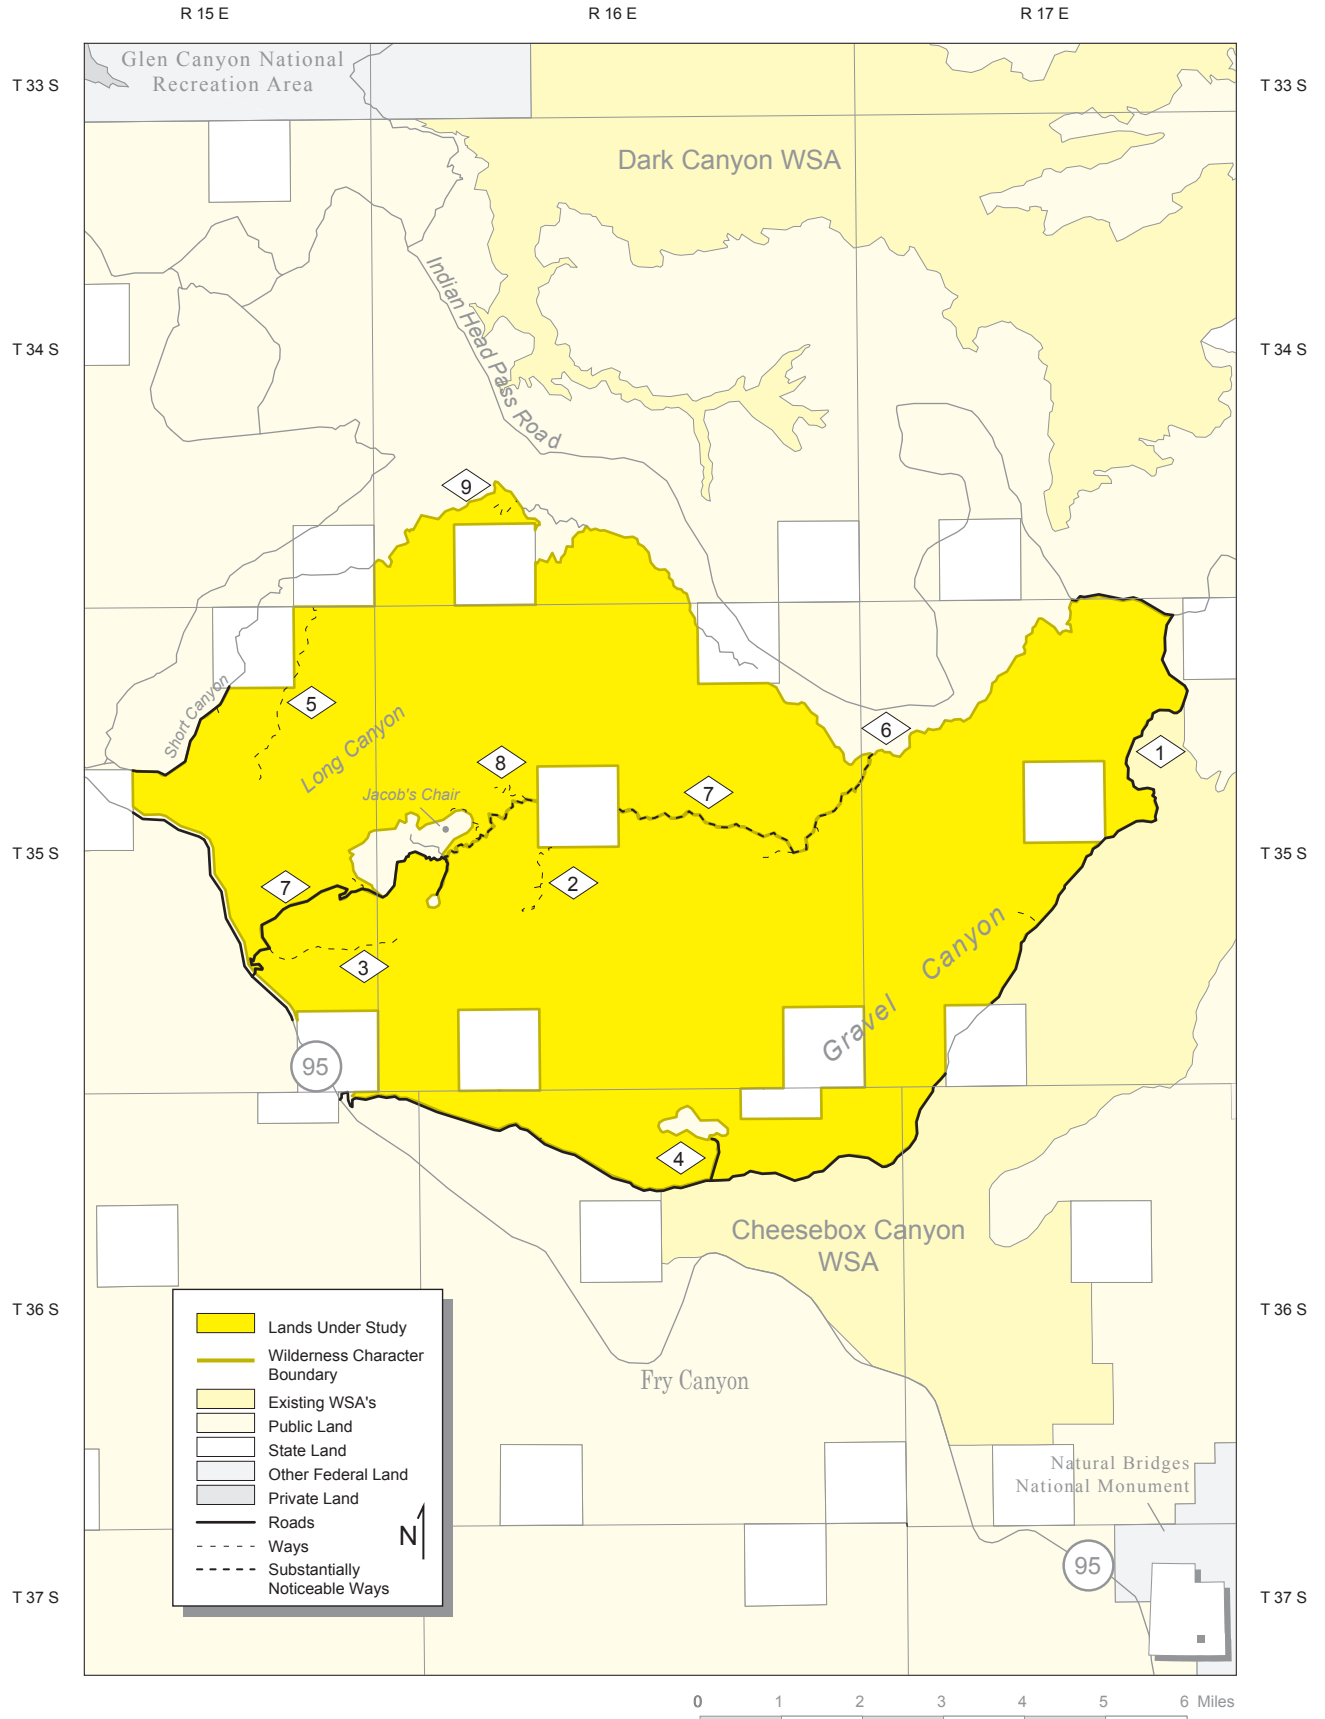 R 15 E
R 16 E
R 17 E
Glen Canyon National
Recreation Area
T 33 S
T 33 S
Dark Canyon WSA
Indian Head Pass Road
T 34 S
T 34 S
9
5
Short Canyon
Long Canyon
6
1
8
7
Jacob's Chair
T 35 S
T 35 S
7
2
3
Gravel Canyon
95
4
Cheesebox Canyon
WSA
T 36 S
T 36 S
Fry Canyon
Lands Under Study
Wilderness Character
Boundary
Existing WSA's
Public Land
State Land
Other Federal Land
Private Land
Roads
Ways
Substantially
Noticeable Ways
N
Natural Bridges
National Monument
95
T 37 S
T 37 S
0 1 2 3 4 5 6 Miles